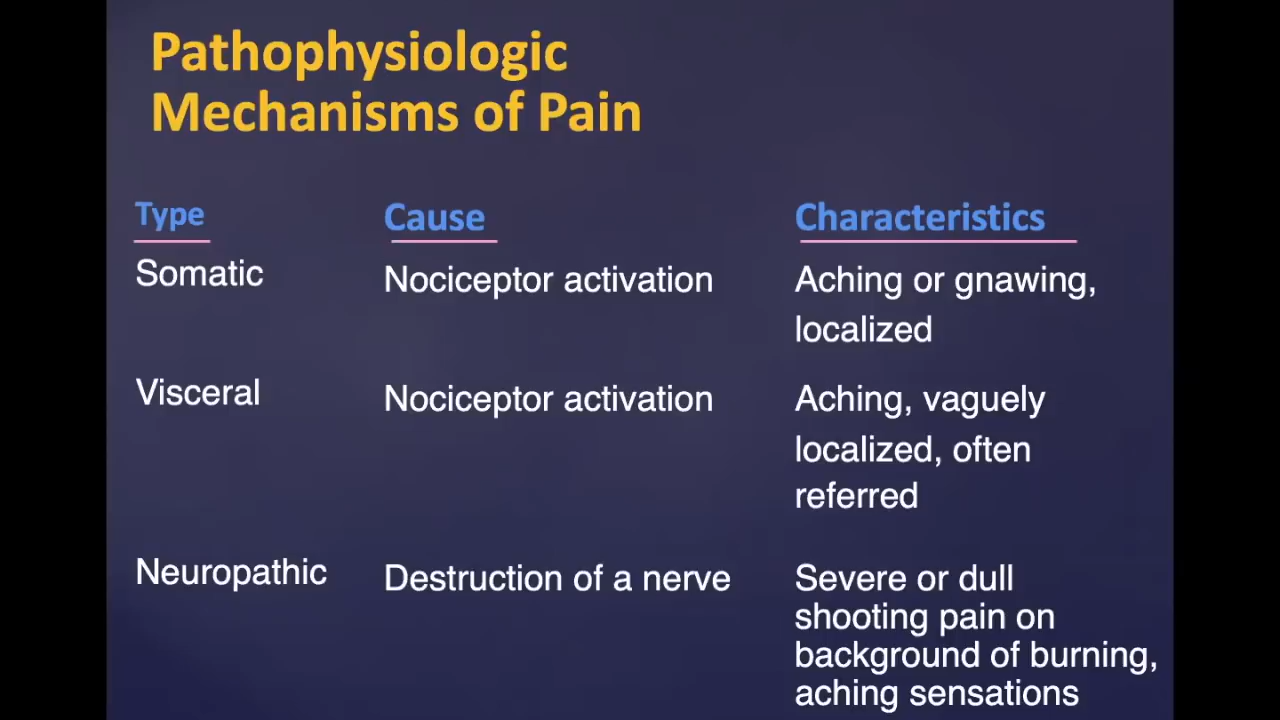 Pathophysiologic
Mechanisms of Pain
Type Cause Characteristics
Somatic Nociceptor activation Aching or gnawing,
localized
Visceral Nociceptor activation Aching, vaguely
localized, often
referred
Neuropathic Destruction of a nerve Severe or dull
shooting pain on
background of burning,
aching sensations